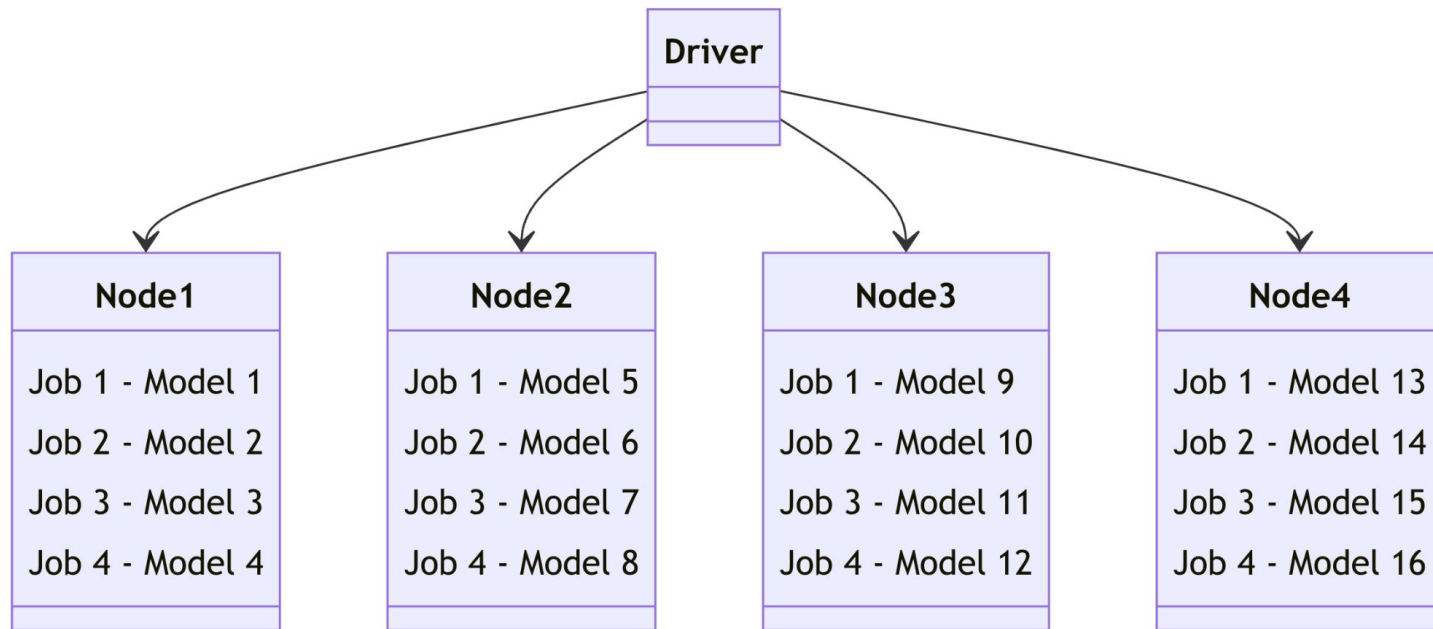 Driver
Node1
Job 1 - Model 1
Job 2 - Model 2
Job 3 - Model 3
Job 4 - Model 4
Node2
Job 1 - Model 5
Job 2 - Model 6
Job 3 - Model 7
Job 4 - Model 8
Node3
Job 1 - Model 9
Job 2 - Model 10
Job 3 - Model 11
Job 4 - Model 12
Node4
Job 1 - Model 13
Job 2 - Model 14
Job 3 - Model 15
Job 4 - Model 16